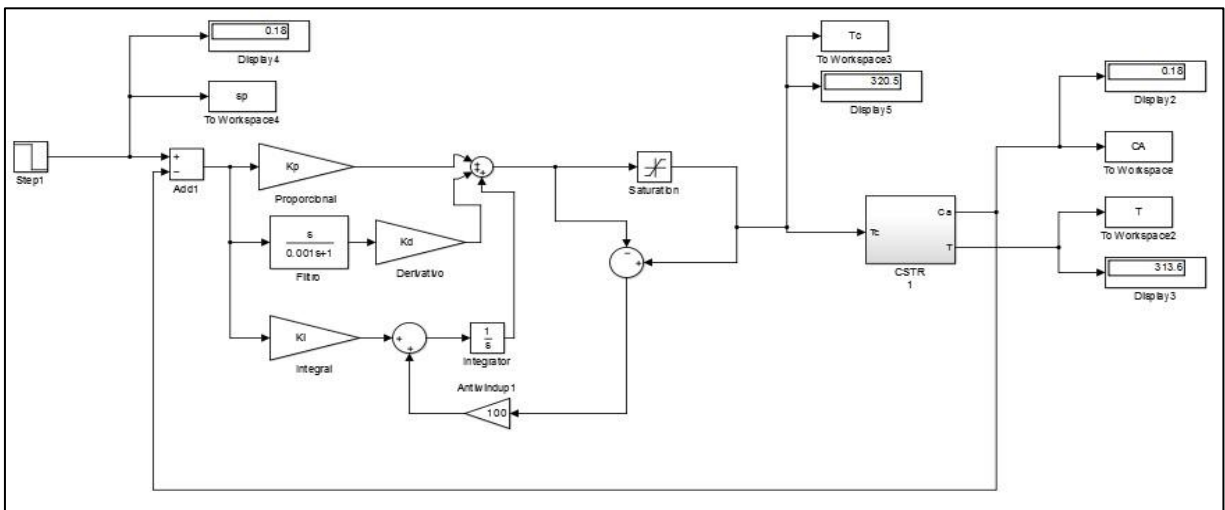 0.18
Display4
sp
To Workspace4
Step1
+
−
Add1
Kp
Proporcional
s
0.001s+1
Filtro
Kd
Derivativo
Ki
Integral
+
+
1
s
Integrator
Antiwindup1
100
+
+
+
Saturation
−
+
Tc
To Workspace3
320.5
Display5
Tc
Ca
T
CSTR
1
0.18
Display2
CA
To Workspace
T
To Workspace2
313.6
Display3